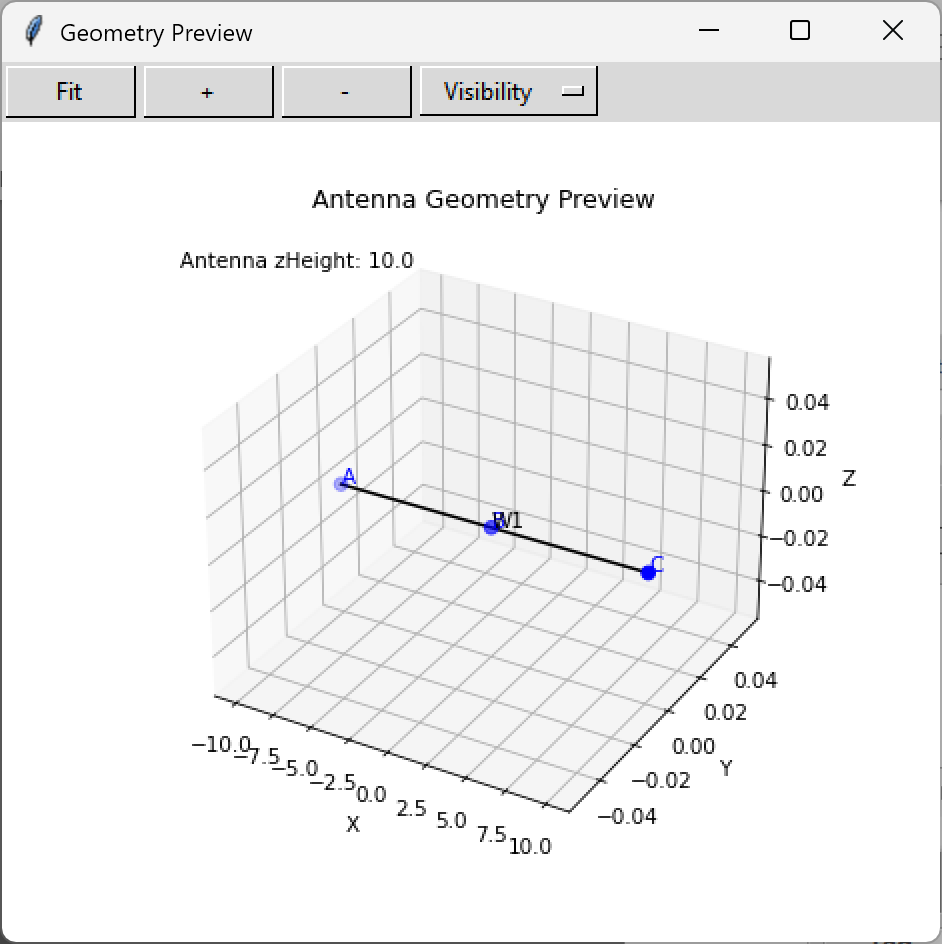 Geometry Preview
Fit + - Visibility
Antenna Geometry Preview
Antenna zHeight: 10.0
A
W1
C
0.04
0.02
0.00
−0.02
−0.04
Z
0.04
0.02
0.00
−0.02
−0.04
Y
−10.0
−7.5
−5.0
−2.5
0.0
2.5
5.0
7.5
10.0
X